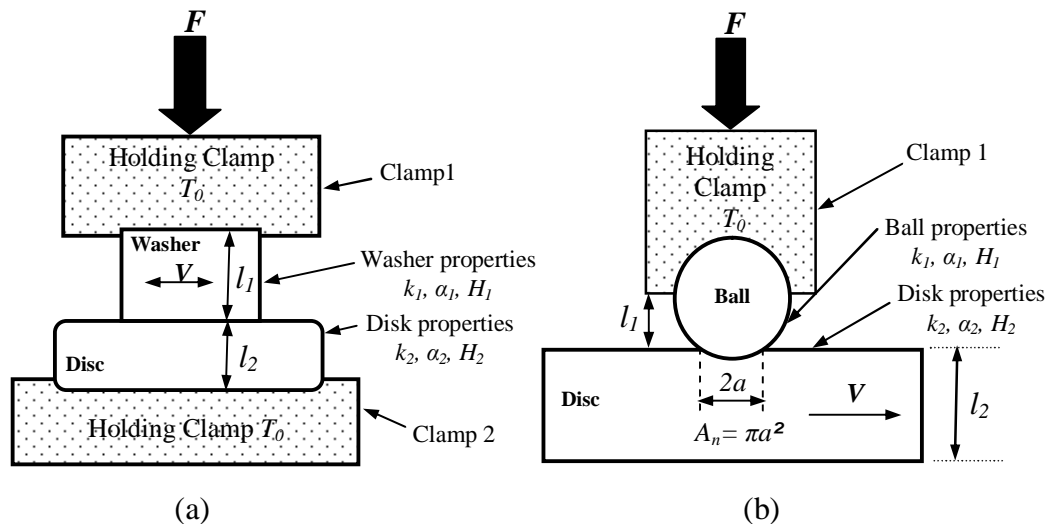 F
Holding Clamp
T0
Clamp1
Washer
V
l1
Washer properties
k1, α1, H1
Disk properties
k2, α2, H2
Disc
l2
Holding Clamp T0
Clamp 2
(a)
F
Holding
Clamp
T0
Clamp 1
Ball properties
k1, α1, H1
Disk properties
k2, α2, H2
Ball
l1
2a
Disc
V
l2
An = πa²
(b)